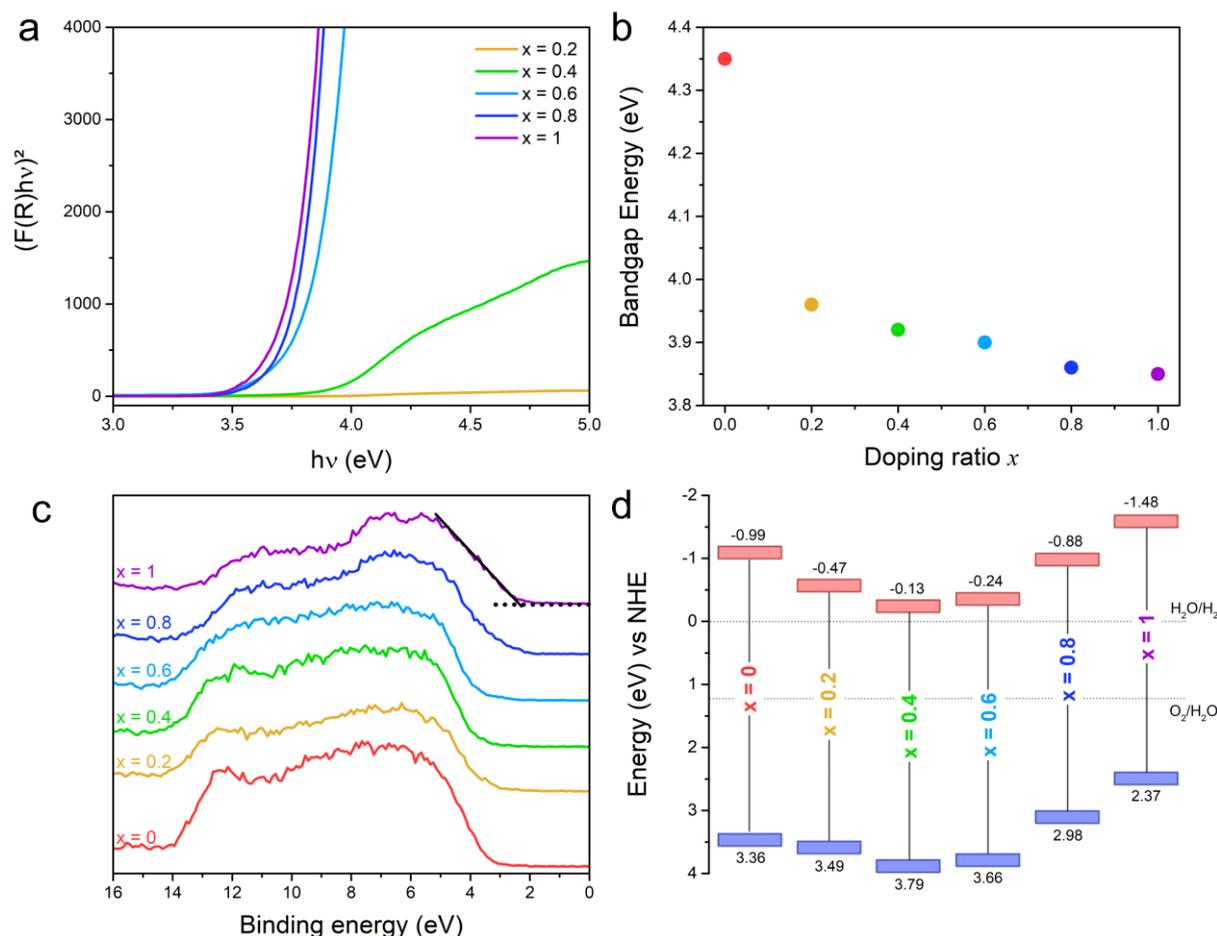 a
4000
3000
2000
1000
0
(F(R)hν)²
x = 0.2
x = 0.4
x = 0.6
x = 0.8
x = 1
3.0 3.5 4.0 4.5 5.0
hν (eV)
b
4.4
4.3
4.2
4.1
4.0
3.9
3.8
Bandgap Energy (eV)
0.0 0.2 0.4 0.6 0.8 1.0
Doping ratio x
c
x = 1
x = 0.8
x = 0.6
x = 0.4
x = 0.2
x = 0
16 14 12 10 8 6 4 2 0
Binding energy (eV)
d
-2
-1
0
1
2
3
4
Energy (eV) vs NHE
-0.99
-0.47
-0.13
-0.24
-0.88
-1.48
x = 0
x = 0.2
x = 0.4
x = 0.6
x = 0.8
x = 1
H₂O/H₂
O₂/H₂O
3.36
3.49
3.79
3.66
2.98
2.37